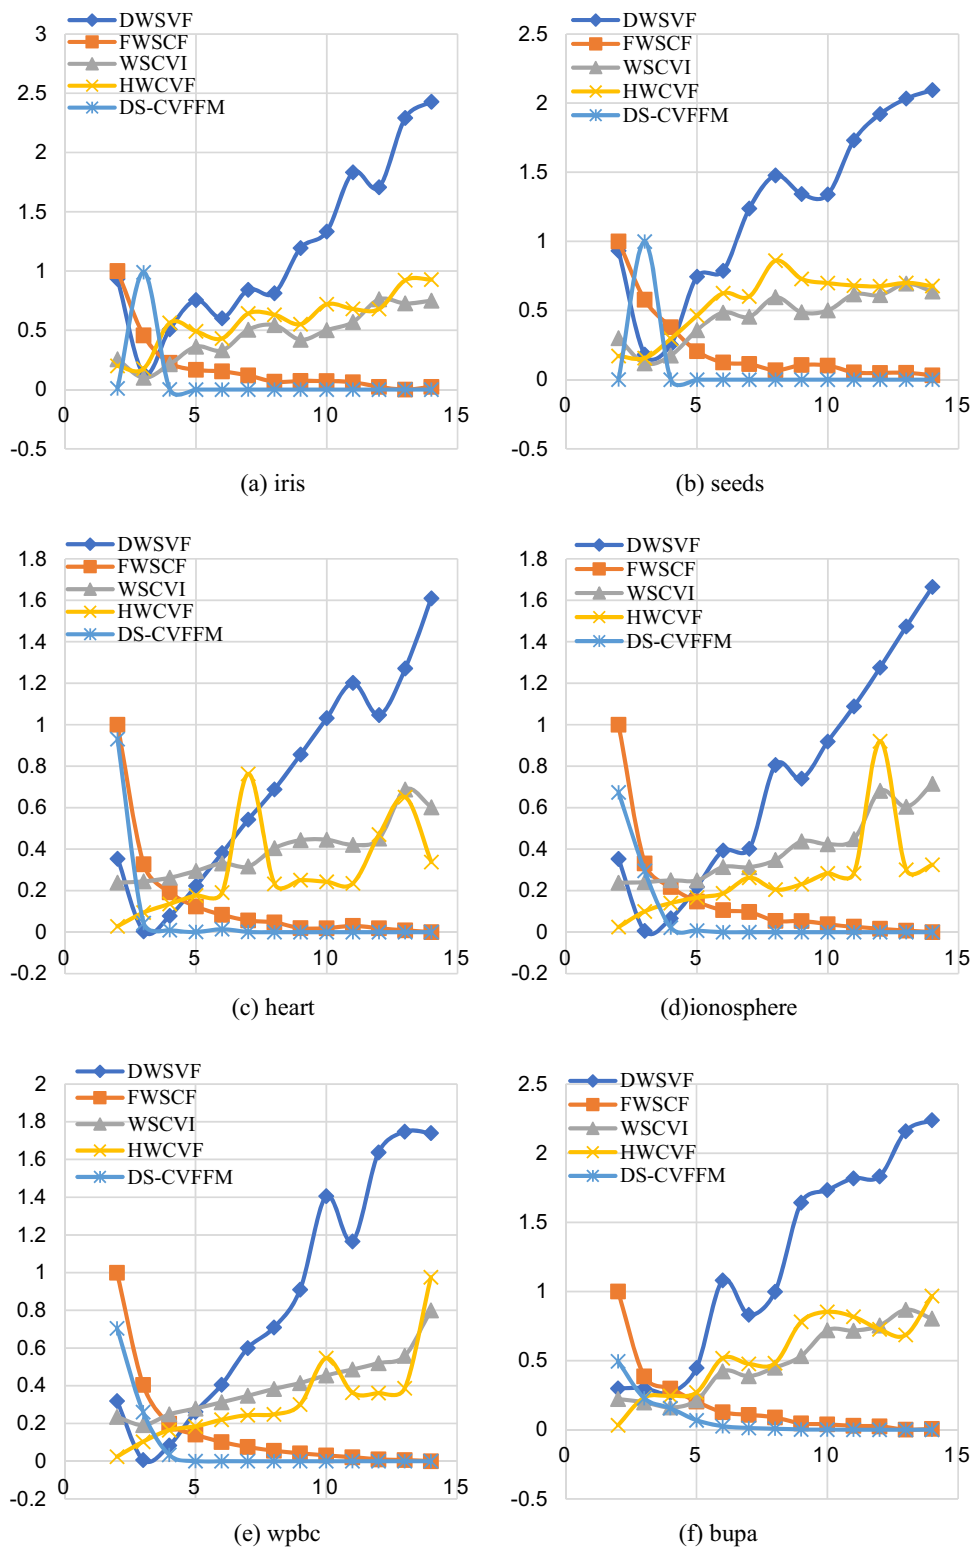 DWSVF
FWSCF
WSCVI
HWCVF
DS-CVFFM
3
2.5
2
1.5
1
0.5
0
-0.5
0 5 10 15
(a) iris
DWSVF
FWSCF
WSCVI
HWCVF
DS-CVFFM
2.5
2
1.5
1
0.5
0
-0.5
0 5 10 15
(b) seeds
DWSVF
FWSCF
WSCVI
HWCVF
DS-CVFFM
1.8
1.6
1.4
1.2
1
0.8
0.6
0.4
0.2
0
-0.2
0 5 10 15
(c) heart
DWSVF
FWSCF
WSCVI
HWCVF
DS-CVFFM
1.8
1.6
1.4
1.2
1
0.8
0.6
0.4
0.2
0
-0.2
0 5 10 15
(d)ionosphere
DWSVF
FWSCF
WSCVI
HWCVF
DS-CVFFM
2
1.8
1.6
1.4
1.2
1
0.8
0.6
0.4
0.2
0
-0.2
0 5 10 15
(e) wpbc
DWSVF
FWSCF
WSCVI
HWCVF
DS-CVFFM
2.5
2
1.5
1
0.5
0
-0.5
0 5 10 15
(f) bupa